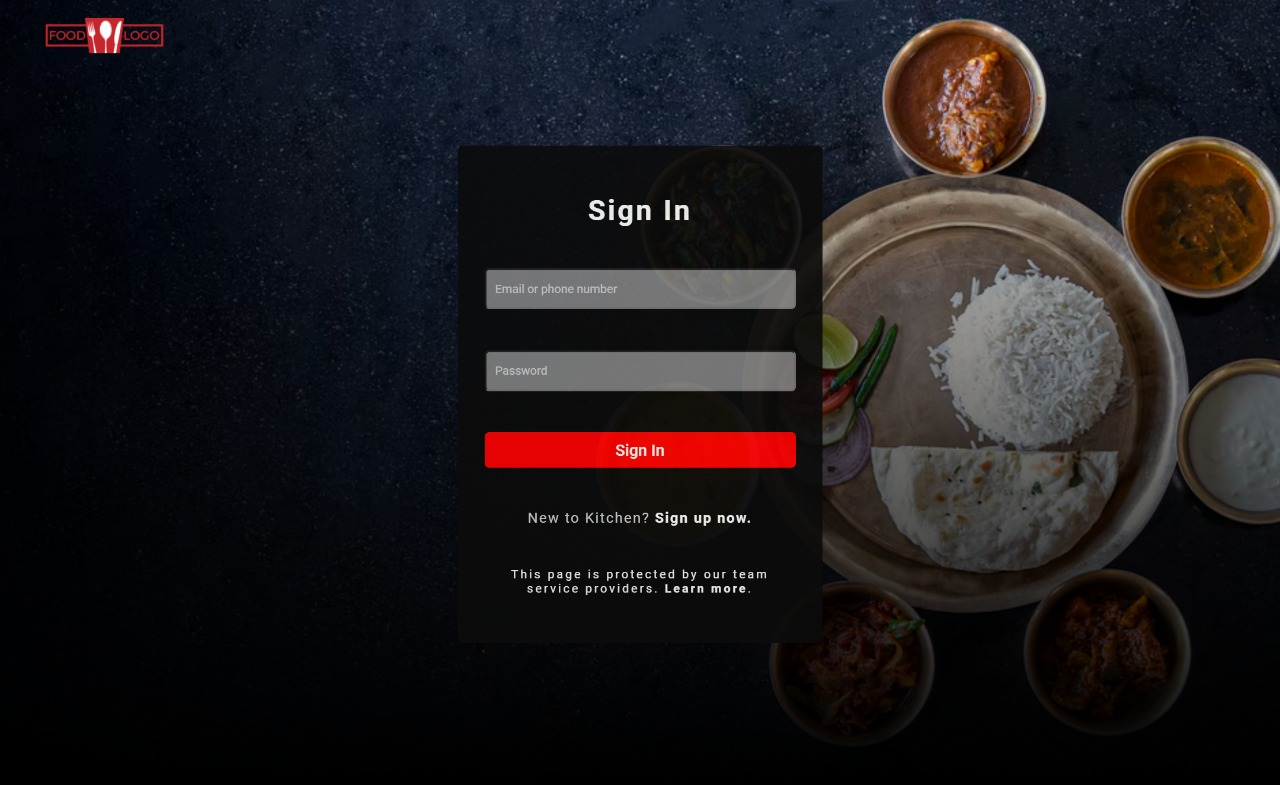 FOOD LOGO
Sign In
Email or phone number
Password
Sign In
New to Kitchen? Sign up now.
This page is protected by our team
service providers. Learn more.